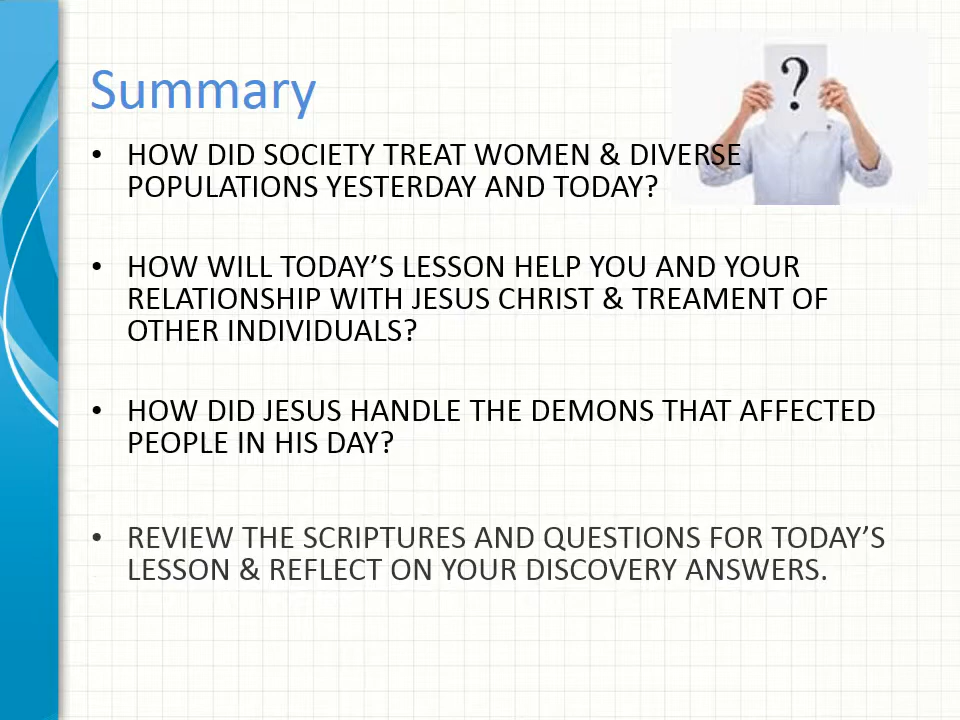 Summary
?
• HOW DID SOCIETY TREAT WOMEN & DIVERSE
POPULATIONS YESTERDAY AND TODAY?
• HOW WILL TODAY’S LESSON HELP YOU AND YOUR
RELATIONSHIP WITH JESUS CHRIST & TREAMENT OF
OTHER INDIVIDUALS?
• HOW DID JESUS HANDLE THE DEMONS THAT AFFECTED
PEOPLE IN HIS DAY?
• REVIEW THE SCRIPTURES AND QUESTIONS FOR TODAY’S
LESSON & REFLECT ON YOUR DISCOVERY ANSWERS.